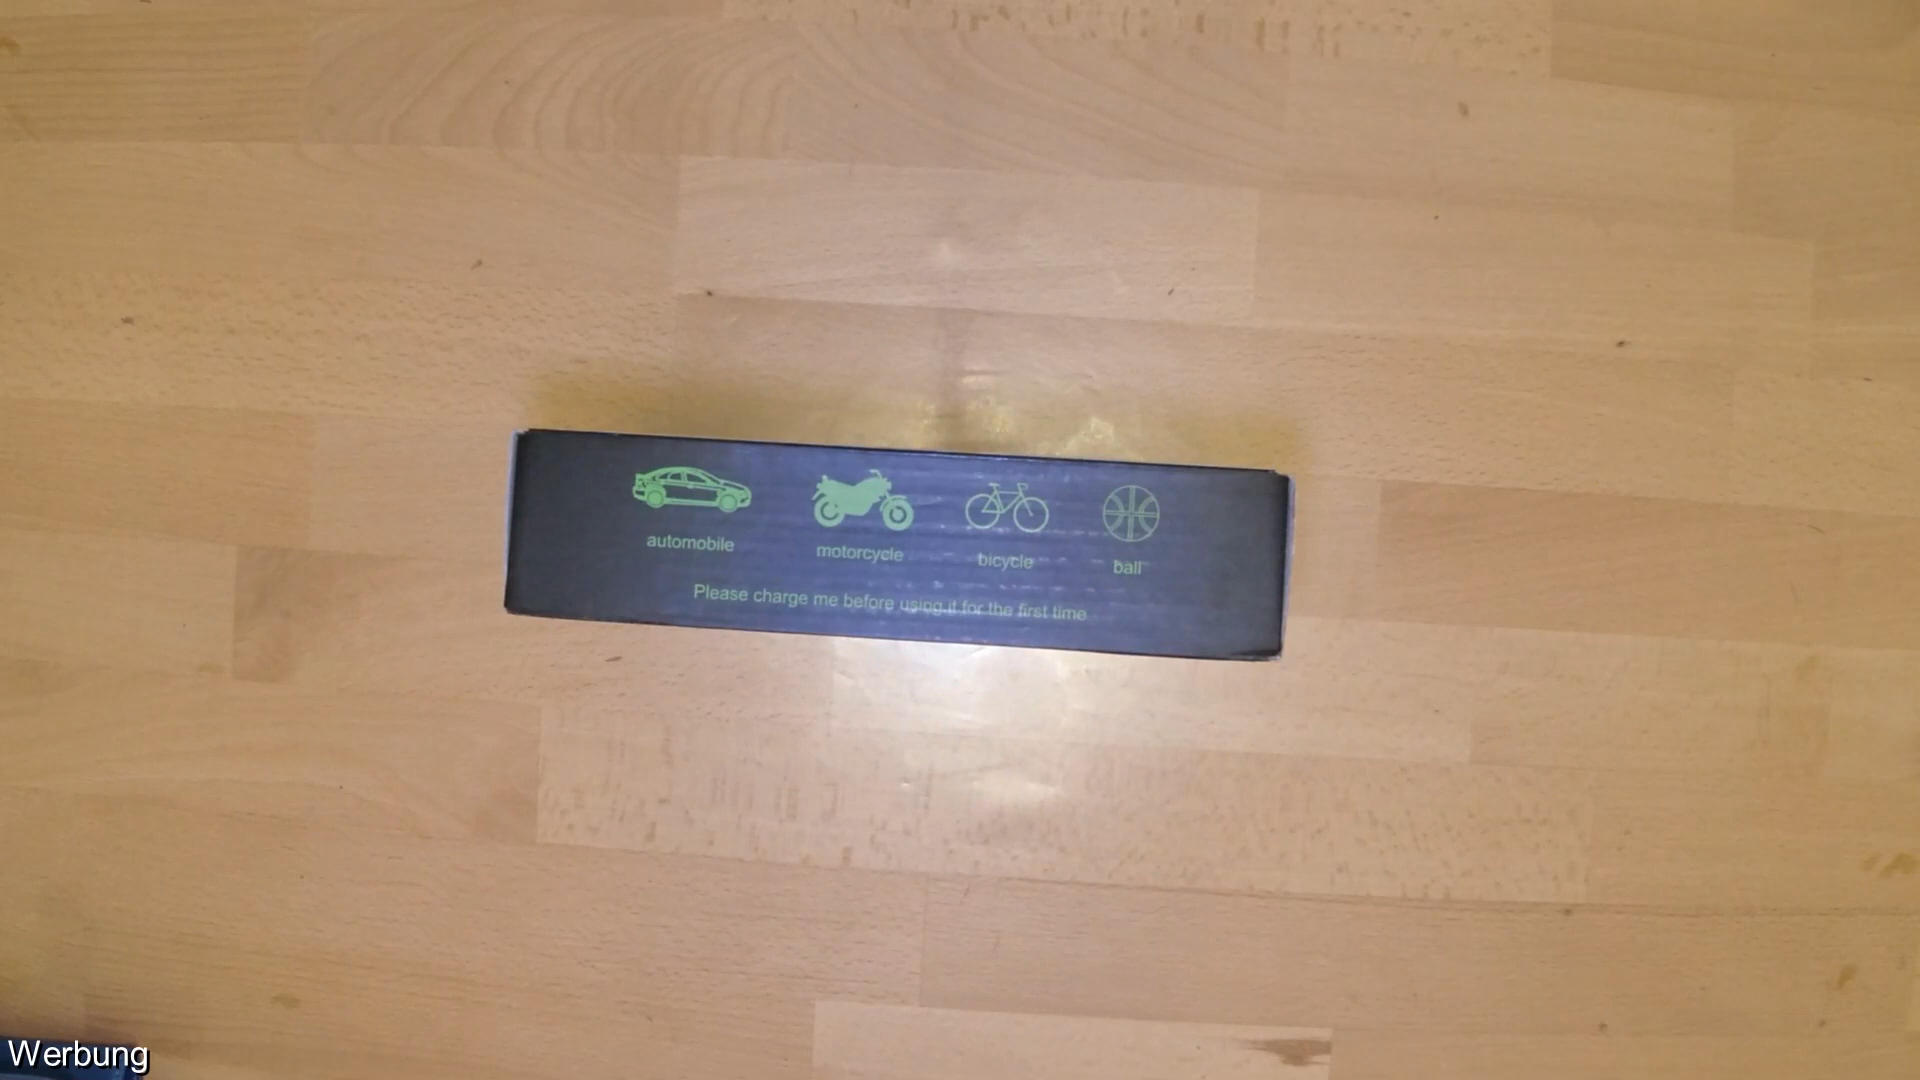 automobile motorcycle bicycle ball
Please charge me before using it for the first time
Werbung